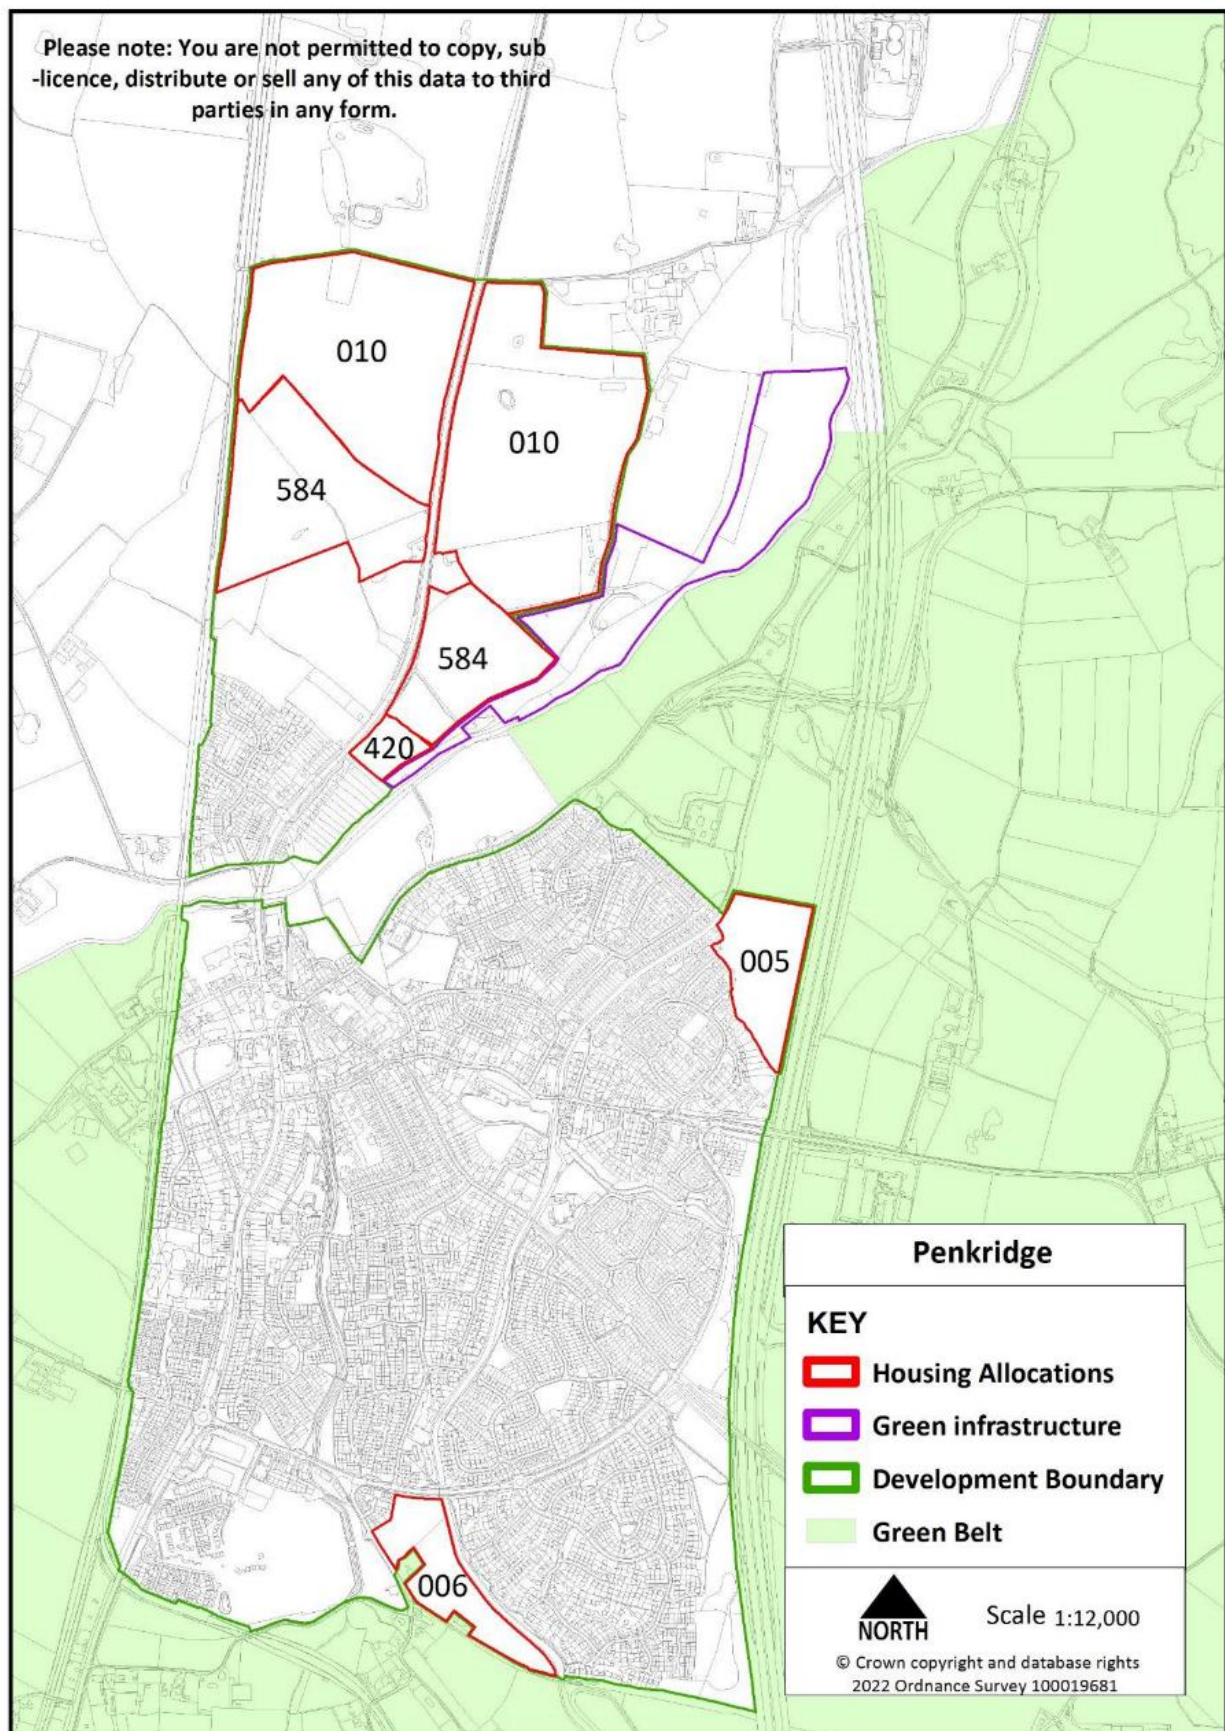 Please note: You are not permitted to copy, sub
-licence, distribute or sell any of this data to third
parties in any form.
010
010
584
584
420
005
006
Penkridge
KEY
Housing Allocations
Green infrastructure
Development Boundary
Green Belt
NORTH
Scale 1:12,000
© Crown copyright and database rights
2022 Ordnance Survey 100019681